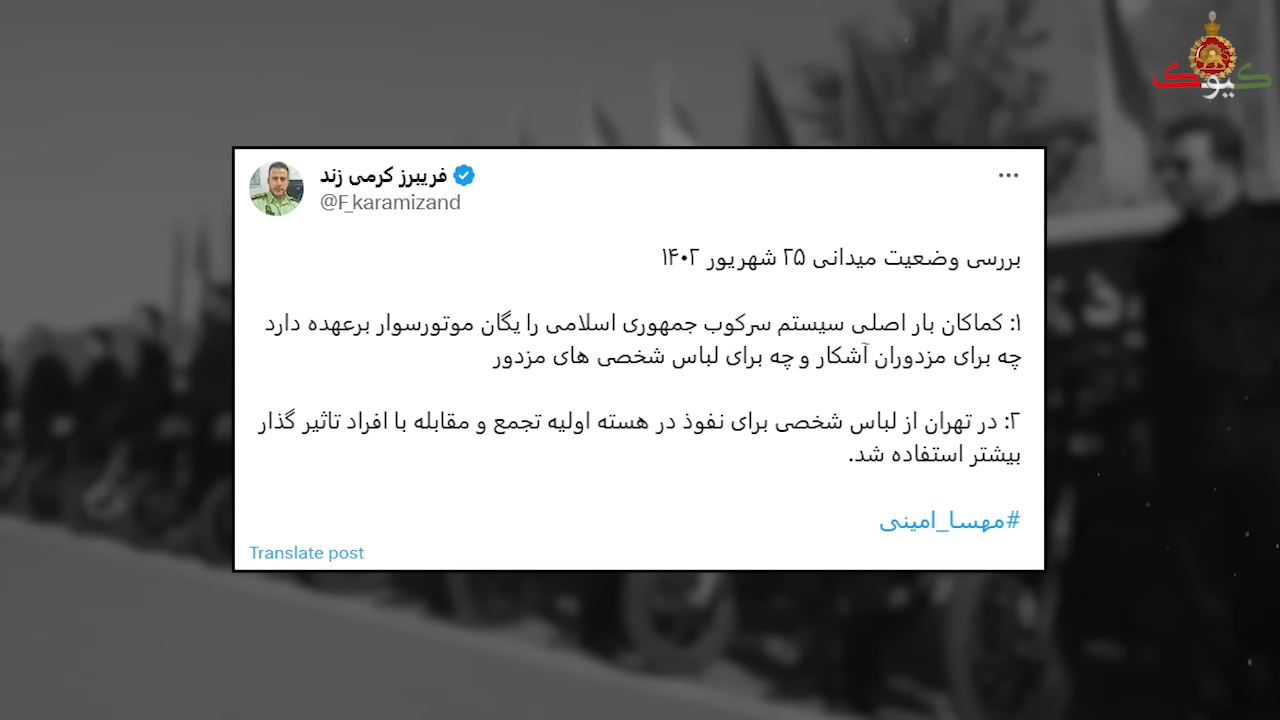 کیوک
فریبرز کرمی زند
@F_karamizand
بررسی وضعیت میدانی ۲۵ شهریور ۱۴۰۲
۱: کماکان بار اصلی سیستم سرکوب جمهوری اسلامی را یگان موتورسوار برعهده دارد
چه برای مزدوران آشکار و چه برای لباس شخصی های مزدور
۲: در تهران از لباس شخصی برای نفوذ در هسته اولیه تجمع و مقابله با افراد تاثیر گذار
بیشتر استفاده شد.
#مهسا_امینی
Translate post